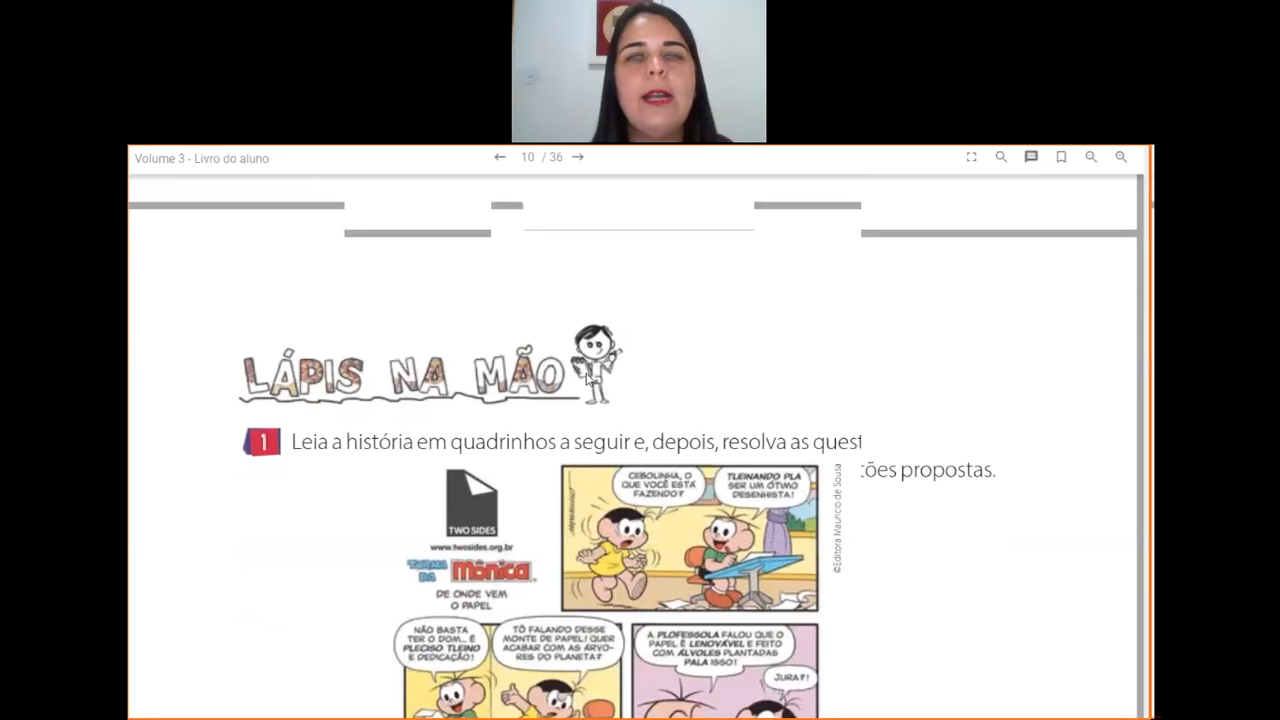 Volume 3 - Livro do aluno
10 / 36
LÁPIS NA MÃO
1 Leia a história em quadrinhos a seguir e, depois, resolva as quest
tões propostas.
TWO SIDES
www.twosides.org.br
TURMA
DA MÔNICA
DE ONDE VEM
O PAPEL
CEBOLINHA, O
QUE VOCÊ ESTÁ
FAZENDO?
TLEINANDO PLA
SER UM ÓTIMO
DESENHISTA!
©Editora Mauricio de Sousa
NÃO BASTA
TER O DOM... É
PLECISO TLEINO
E DEDICAÇÃO!
TÔ FALANDO DESSE
MONTE DE PAPEL! QUER
ACABAR COM AS ÁRVO-
RES DO PLANETA?
A PLOFESSOLA FALOU QUE O
PAPEL É LENOVÁVEL E FEITO
COM ÁLVOLES PLANTADAS
PALA ISSO!
JURA?!